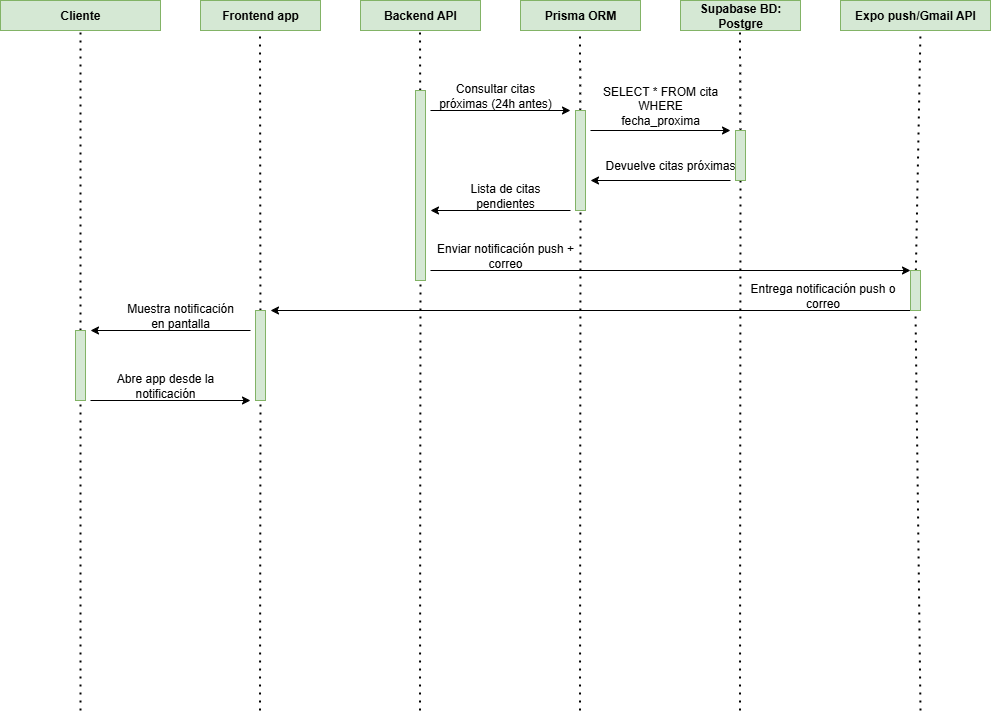 Cliente
Frontend app
Backend API
Prisma ORM
Supabase BD:
Postgre
Expo push/Gmail API
Consultar citas
próximas (24h antes)
SELECT * FROM cita
WHERE
fecha_proxima
Devuelve citas próximas
Lista de citas
pendientes
Enviar notificación push +
correo
Entrega notificación push o
correo
Muestra notificación
en pantalla
Abre app desde la
notificación